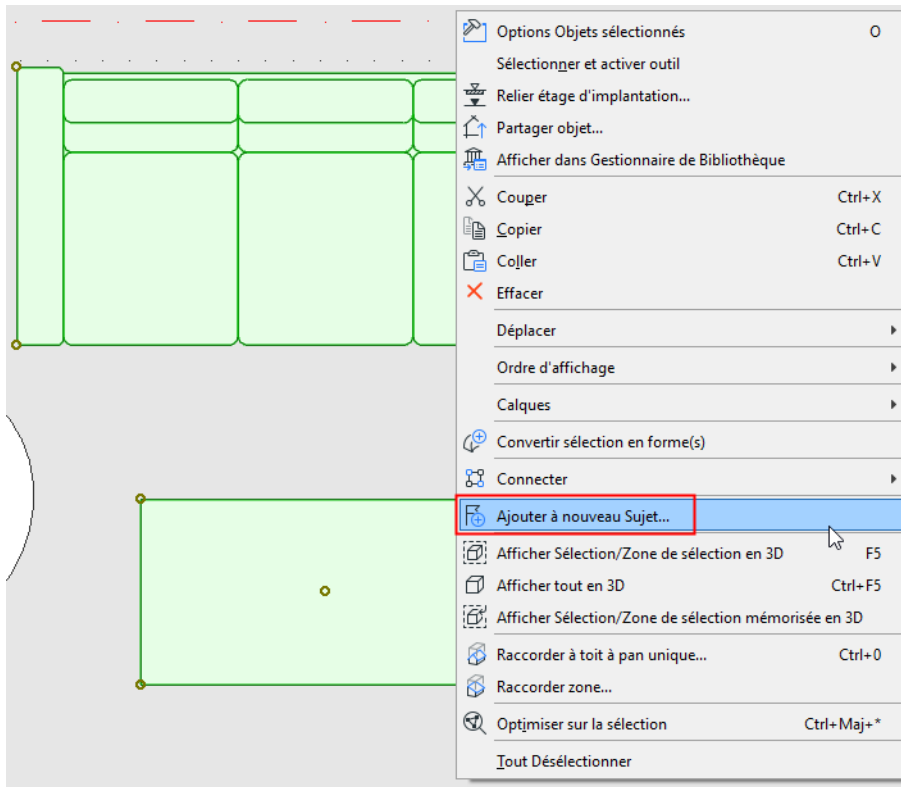 Options Objets sélectionnés O
Sélectionner et activer outil
Relier étage d'implantation...
Partager objet...
Afficher dans Gestionnaire de Bibliothèque
Couper Ctrl+X
Copier Ctrl+C
Coller Ctrl+V
Effacer
Déplacer
Ordre d'affichage
Calques
Convertir sélection en forme(s)
Connecter
Ajouter à nouveau Sujet...
Afficher Sélection/Zone de sélection en 3D F5
Afficher tout en 3D Ctrl+F5
Afficher Sélection/Zone de sélection mémorisée en 3D
Raccorder à toit à pan unique... Ctrl+0
Raccorder zone...
Optimiser sur la sélection Ctrl+Maj+*
Tout Désélectionner